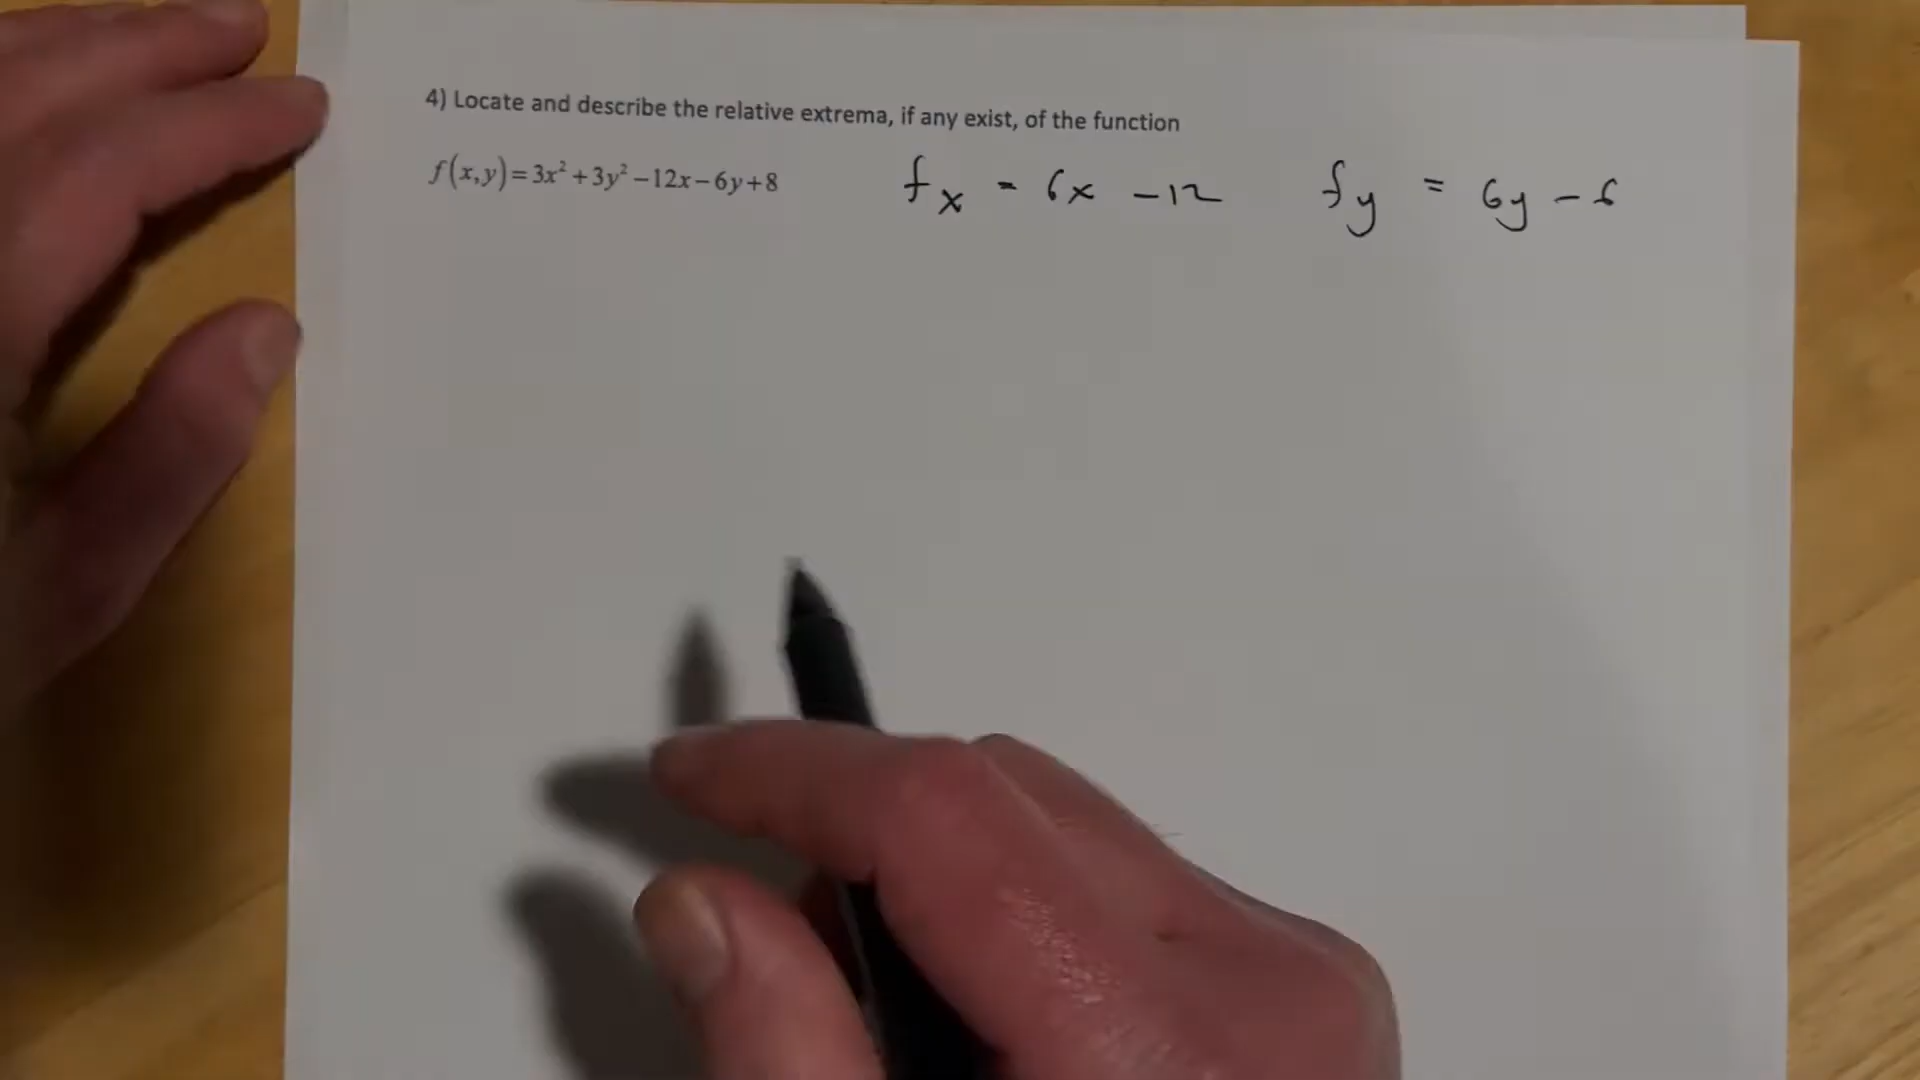 4) Locate and describe the relative extrema, if any exist, of the function
f(x,y)=3x²+3y²−12x−6y+8 fx = 6x −12 fy = 6y −6